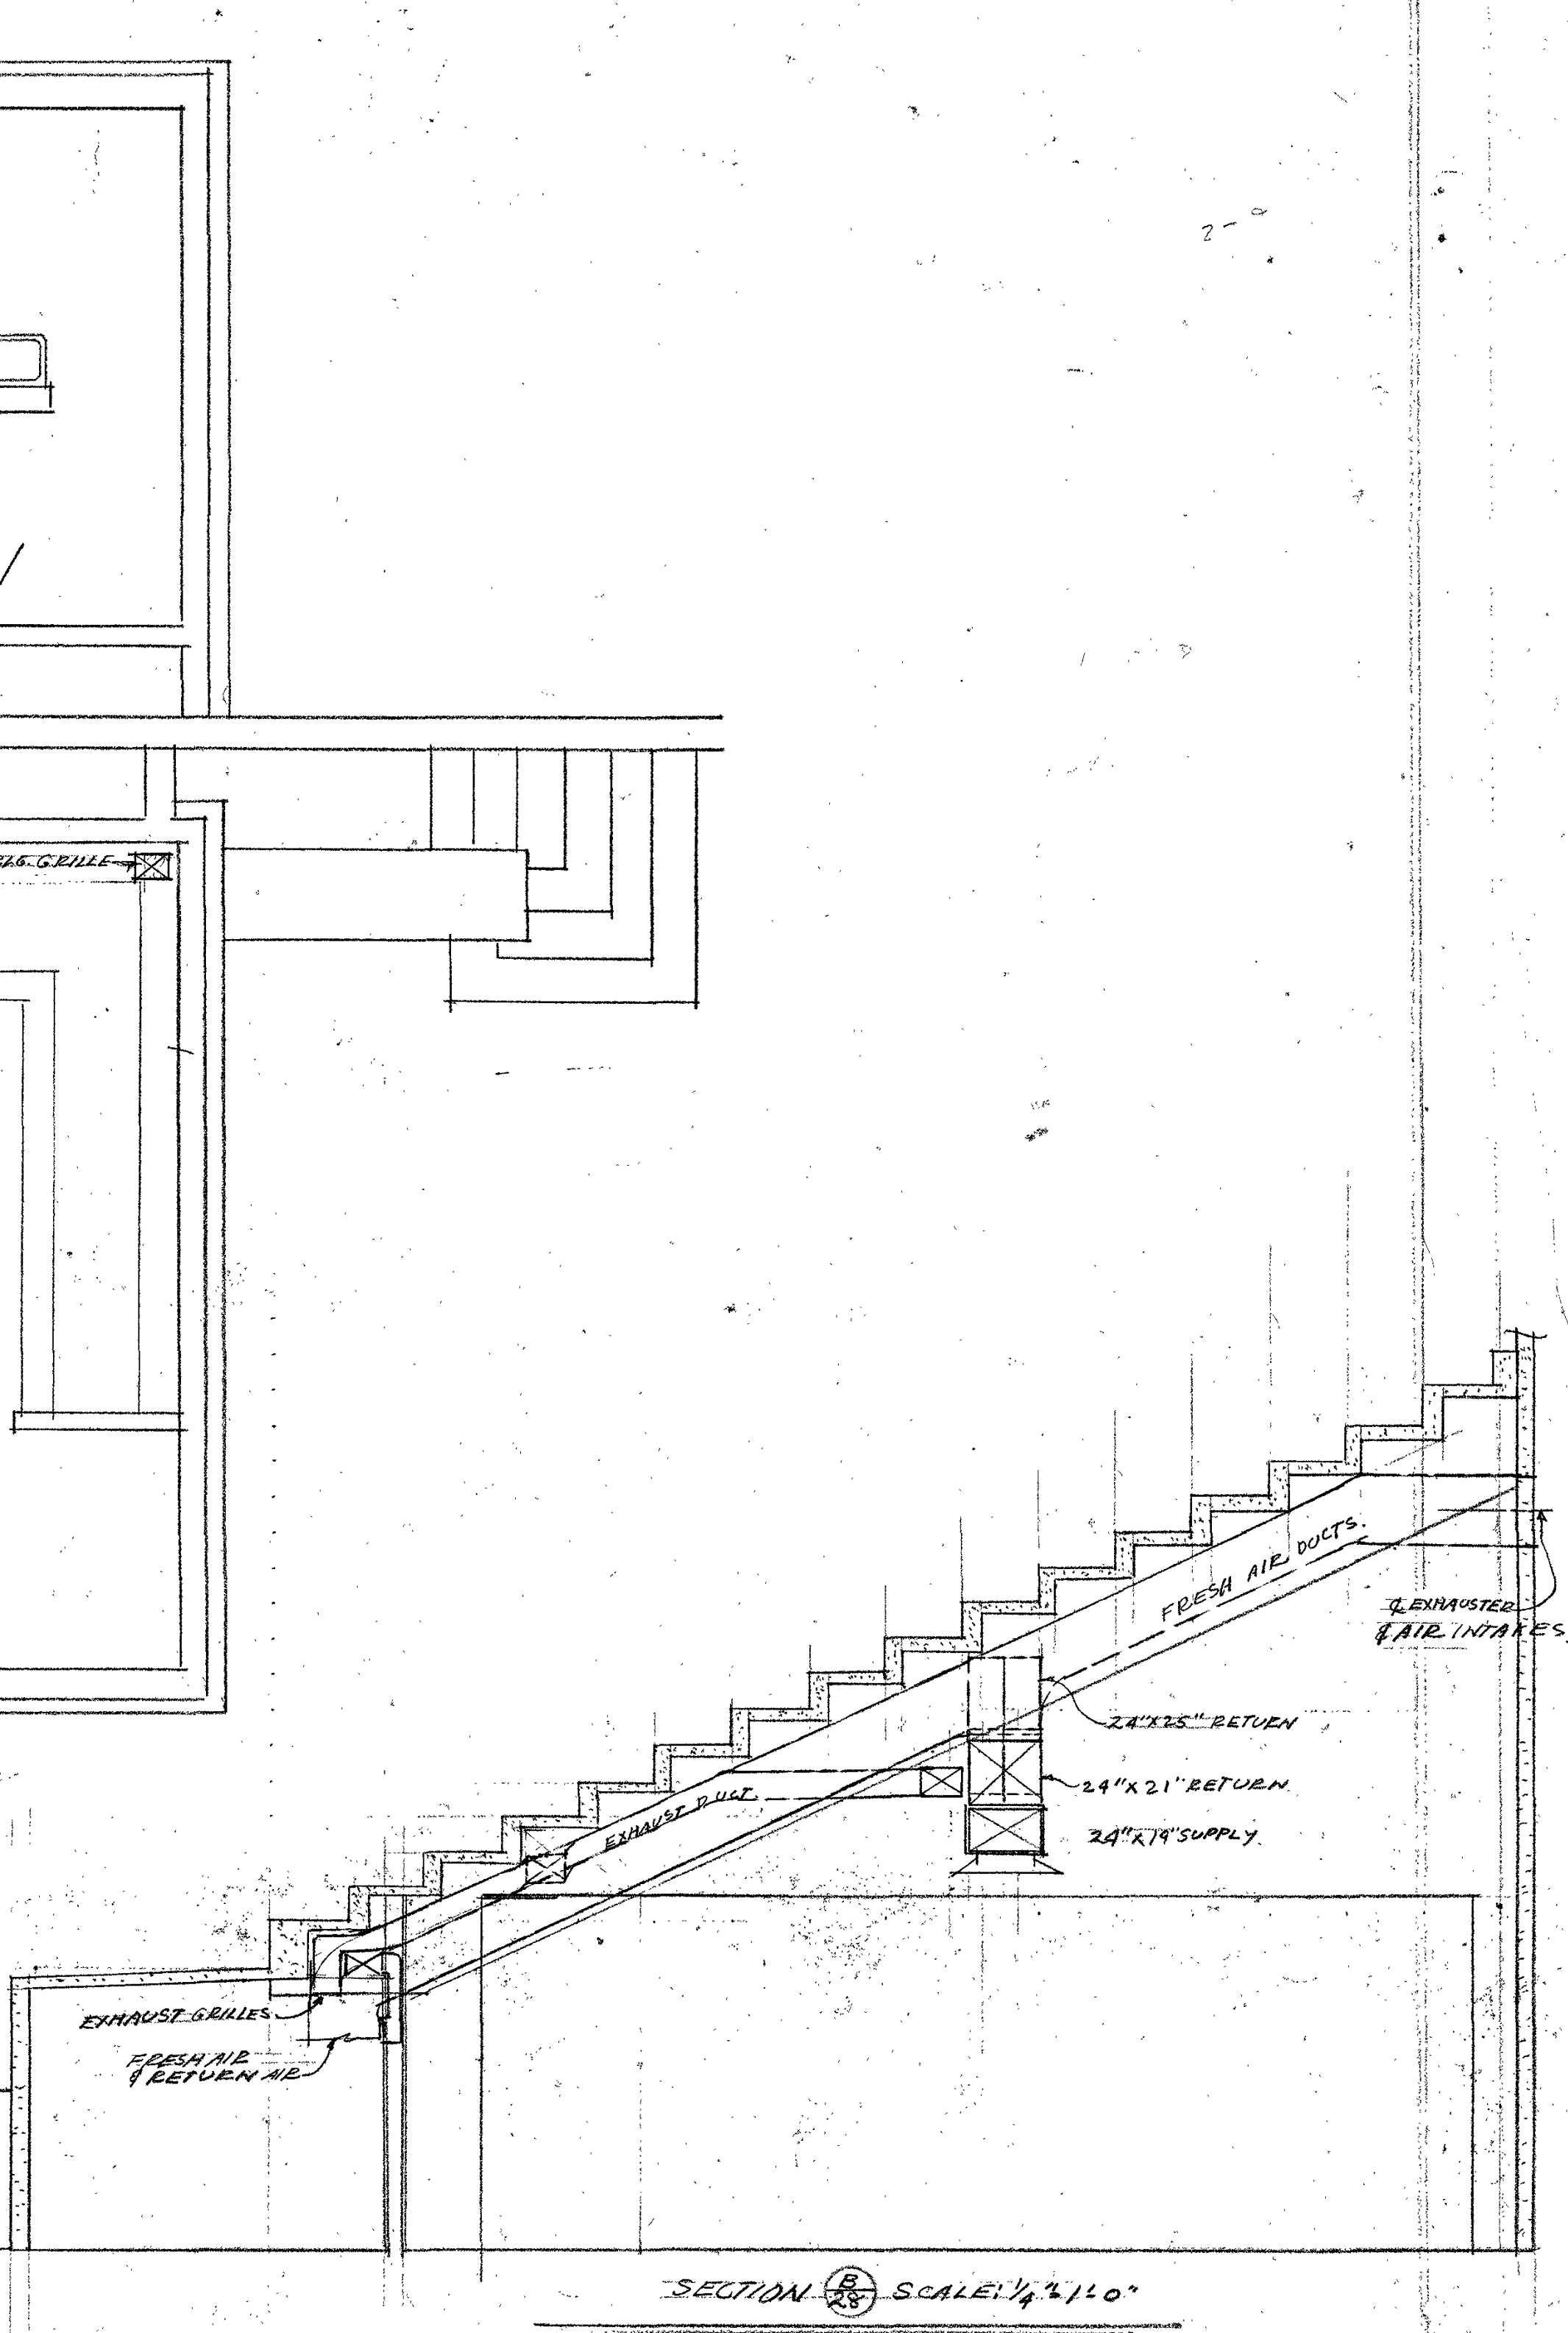 GRILLE
FRESH AIR DUCTS.
℄ EXHAUSTER
℄ AIR INTAKES
24"X25" RETURN
24"X21" RETURN
24"X19" SUPPLY
EXHAUST DUCT
EXHAUST GRILLES
FRESH AIR
& RETURN AIR
SECTION B/28 SCALE: 1/4"=1'-0"